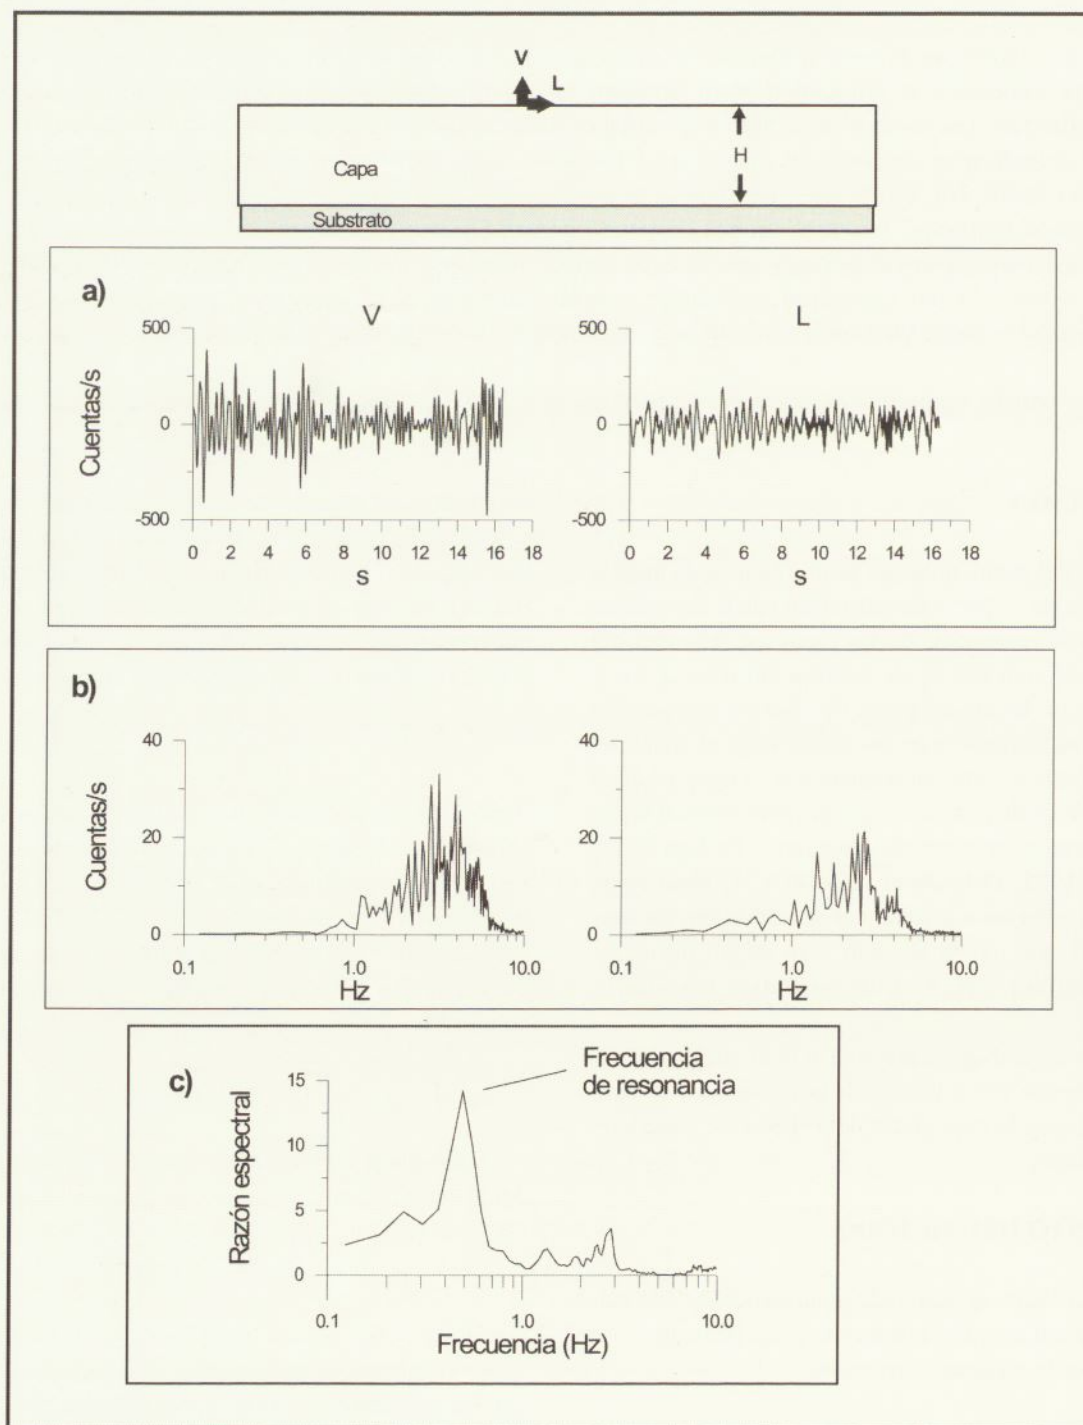 V
L
H
Capa
Substrato
a)
V
L
Cuentas/s
500
0
-500
0 2 4 6 8 10 12 14 16 18
s
500
0
-500
0 2 4 6 8 10 12 14 16 18
s
b)
Cuentas/s
40
20
0
0.1 1.0 10.0
Hz
40
20
0
0.1 1.0 10.0
Hz
c)
Frecuencia
de resonancia
Razón espectral
15
10
5
0
0.1 1.0 10.0
Frecuencia (Hz)